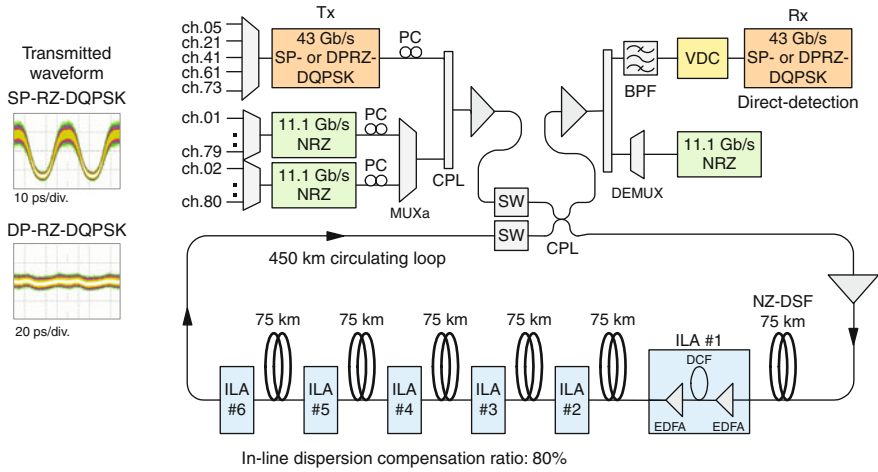 Transmitted
waveform
SP-RZ-DQPSK
10 ps/div.
DP-RZ-DQPSK
20 ps/div.
Tx
ch.05
ch.21
ch.41
ch.61
ch.73
43 Gb/s
SP- or DPRZ-
DQPSK
PC
ch.01
ch.79
ch.02
ch.80
11.1 Gb/s
NRZ
PC
11.1 Gb/s
NRZ
PC
MUXa
CPL
SW
SW
CPL
Rx
BPF
VDC
43 Gb/s
SP- or DPRZ-
DQPSK
Direct-detection
DEMUX
11.1 Gb/s
NRZ
450 km circulating loop
NZ-DSF
75 km
75 km
75 km
75 km
75 km
75 km
ILA #1
DCF
EDFA
EDFA
ILA
#6
ILA
#5
ILA
#4
ILA
#3
ILA
#2
In-line dispersion compensation ratio: 80%